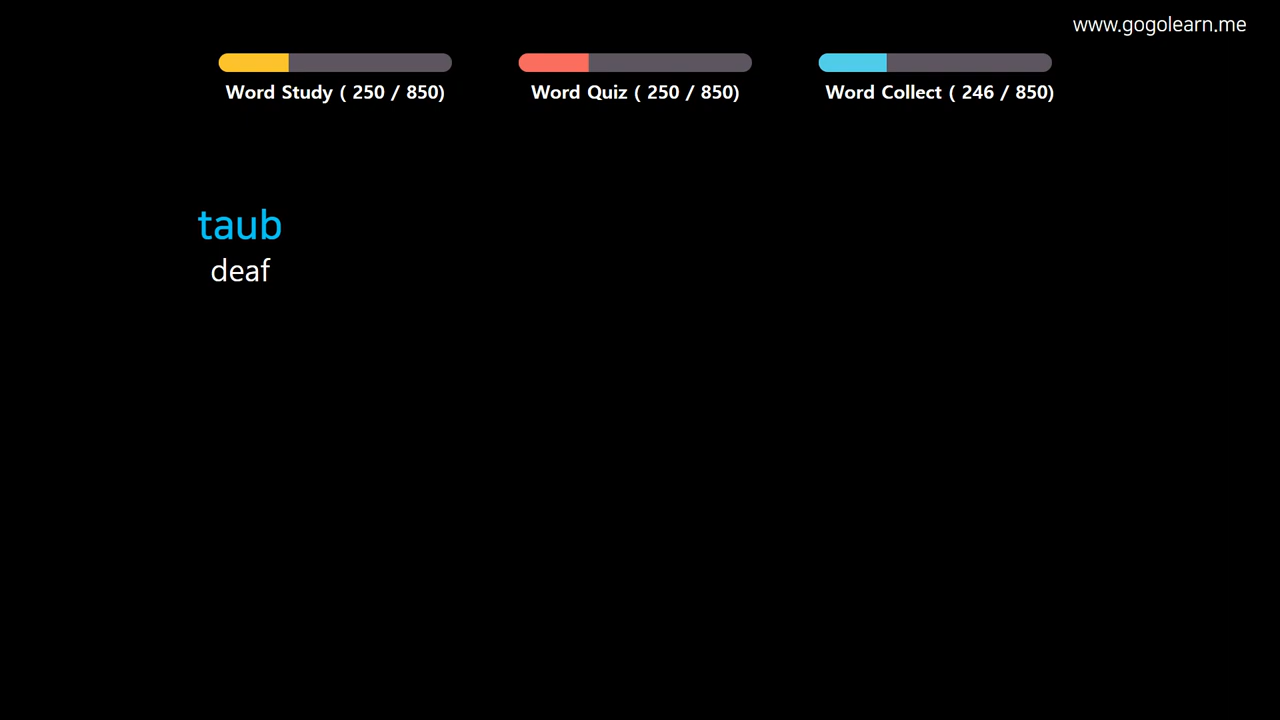 www.gogolearn.me
Word Study ( 250 / 850)
Word Quiz ( 250 / 850)
Word Collect ( 246 / 850)
taub
deaf